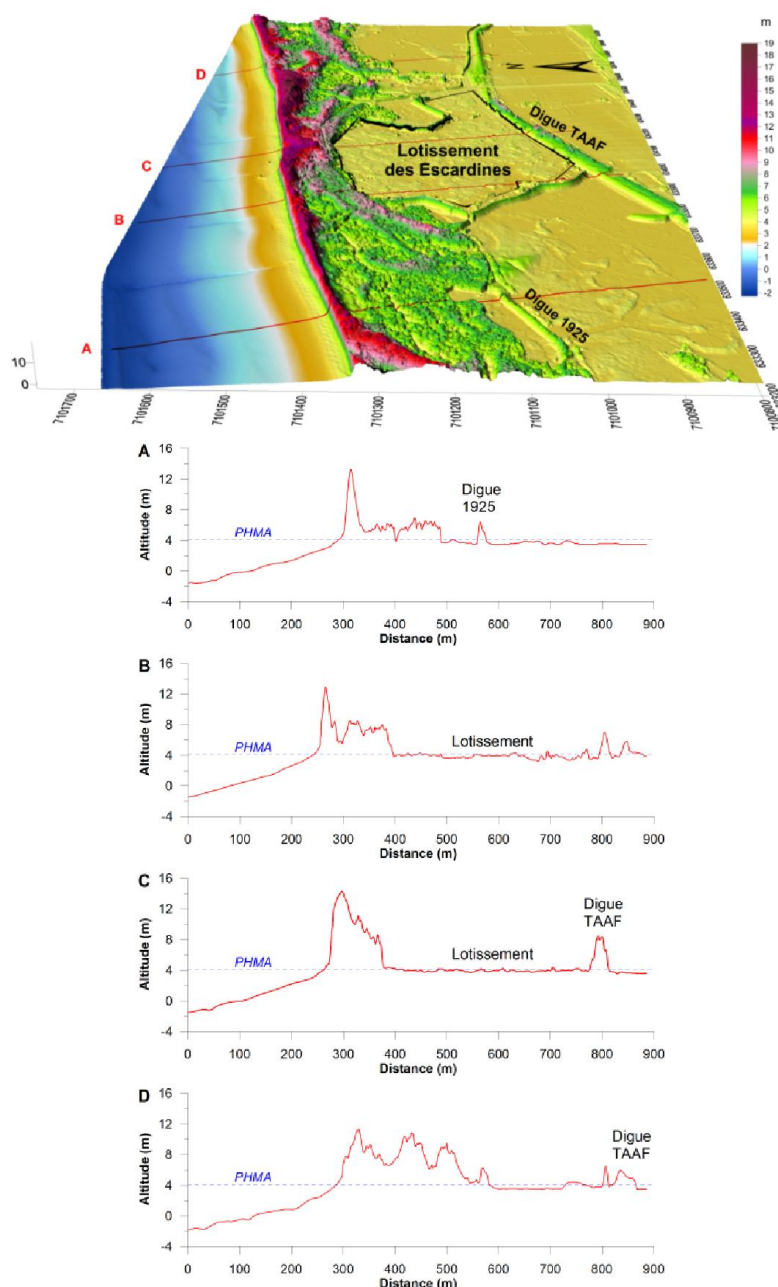 m
19
18
17
16
15
14
13
12
11
10
9
8
7
6
5
4
3
2
1
0
-1
-2
D
C
B
A
N
Digue TAAF
Lotissement
des Escardines
Digue 1925
10
0
7101700
7101600
7101500
7101400
7101300
7101200
7101100
7101000
7100900
7100800
A
Altitude (m)
16
12
8
4
0
-4
PHMA
Digue
1925
0 100 200 300 400 500 600 700 800 900
Distance (m)
B
Altitude (m)
16
12
8
4
0
-4
PHMA
Lotissement
0 100 200 300 400 500 600 700 800 900
Distance (m)
C
Altitude (m)
16
12
8
4
0
-4
PHMA
Lotissement
Digue
TAAF
0 100 200 300 400 500 600 700 800 900
Distance (m)
D
Altitude (m)
16
12
8
4
0
-4
PHMA
Digue
TAAF
0 100 200 300 400 500 600 700 800 900
Distance (m)